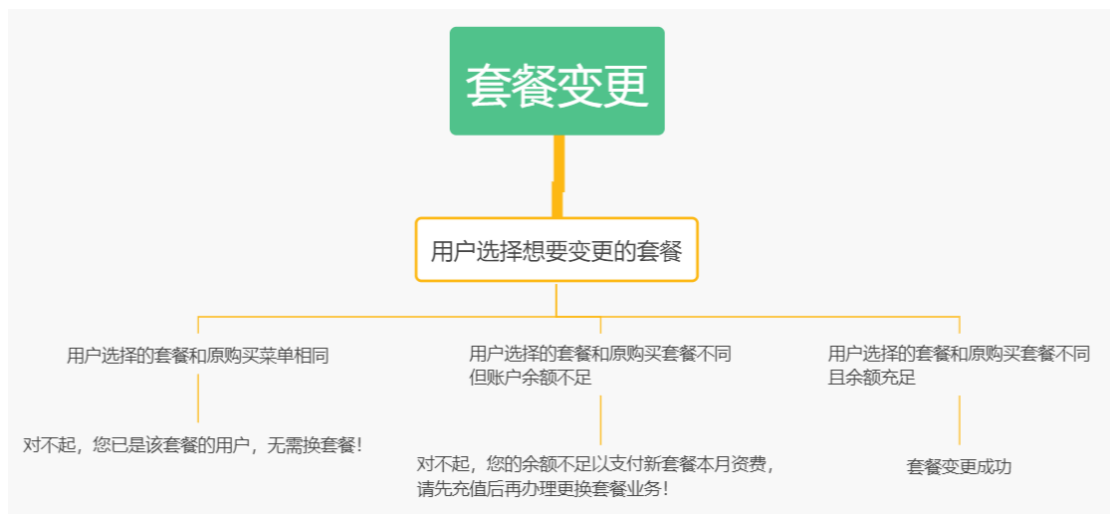 套餐变更
用户选择想要变更的套餐
用户选择的套餐和原购买菜单相同
用户选择的套餐和原购买套餐不同
但账户余额不足
用户选择的套餐和原购买套餐不同
且余额充足
对不起，您已是该套餐的用户，无需换套餐！
对不起，您的余额不足以支付新套餐本月资费，
请先充值后再办理更换套餐业务！
套餐变更成功